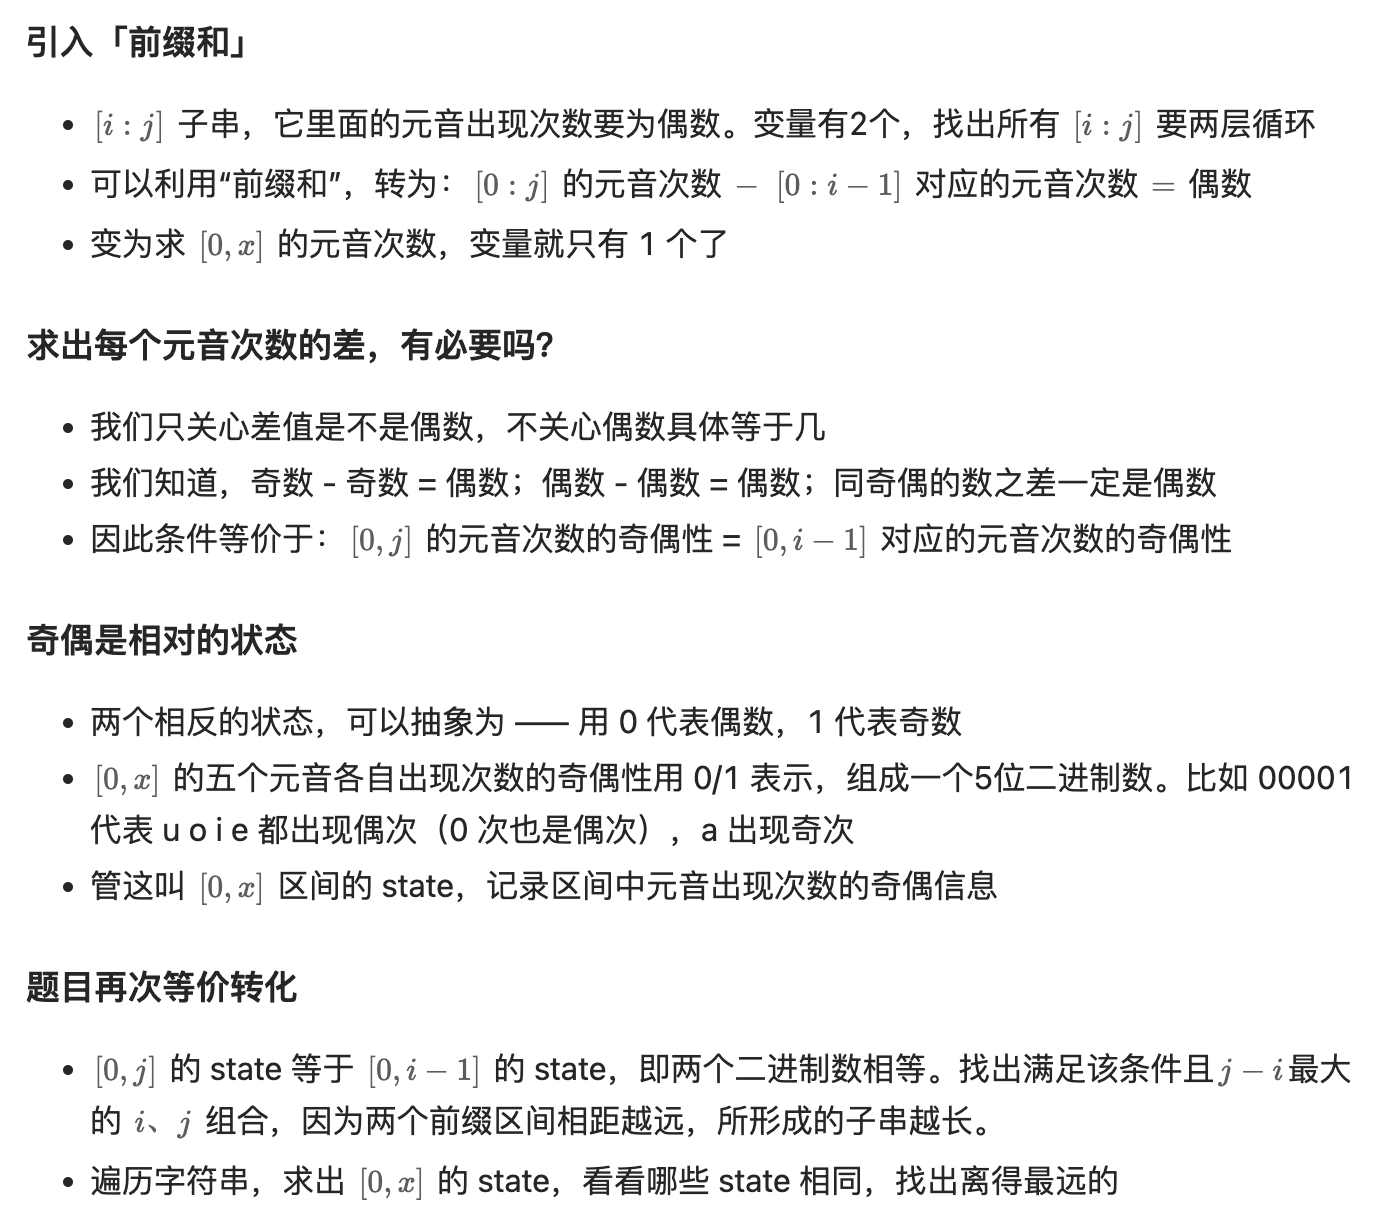 引入「前缀和」
[i : j] 子串，它里面的元音出现次数要为偶数。变量有2个，找出所有 [i : j] 要两层循环
可以利用“前缀和”，转为： [0 : j] 的元音次数 − [0 : i − 1] 对应的元音次数 = 偶数
变为求 [0, x] 的元音次数，变量就只有 1 个了
求出每个元音次数的差，有必要吗？
我们只关心差值是不是偶数，不关心偶数具体等于几
我们知道，奇数 - 奇数 = 偶数；偶数 - 偶数 = 偶数；同奇偶的数之差一定是偶数
因此条件等价于： [0, j] 的元音次数的奇偶性 = [0, i − 1] 对应的元音次数的奇偶性
奇偶是相对的状态
两个相反的状态，可以抽象为 —— 用 0 代表偶数，1 代表奇数
[0, x] 的五个元音各自出现次数的奇偶性用 0/1 表示，组成一个5位二进制数。比如 00001
代表 u o i e 都出现偶次（0 次也是偶次），a 出现奇次
管这叫 [0, x] 区间的 state，记录区间中元音出现次数的奇偶信息
题目再次等价转化
[0, j] 的 state 等于 [0, i − 1] 的 state，即两个二进制数相等。找出满足该条件且 j − i 最大
的 i、j 组合，因为两个前缀区间相距越远，所形成的子串越长。
遍历字符串，求出 [0, x] 的 state，看看哪些 state 相同，找出离得最远的